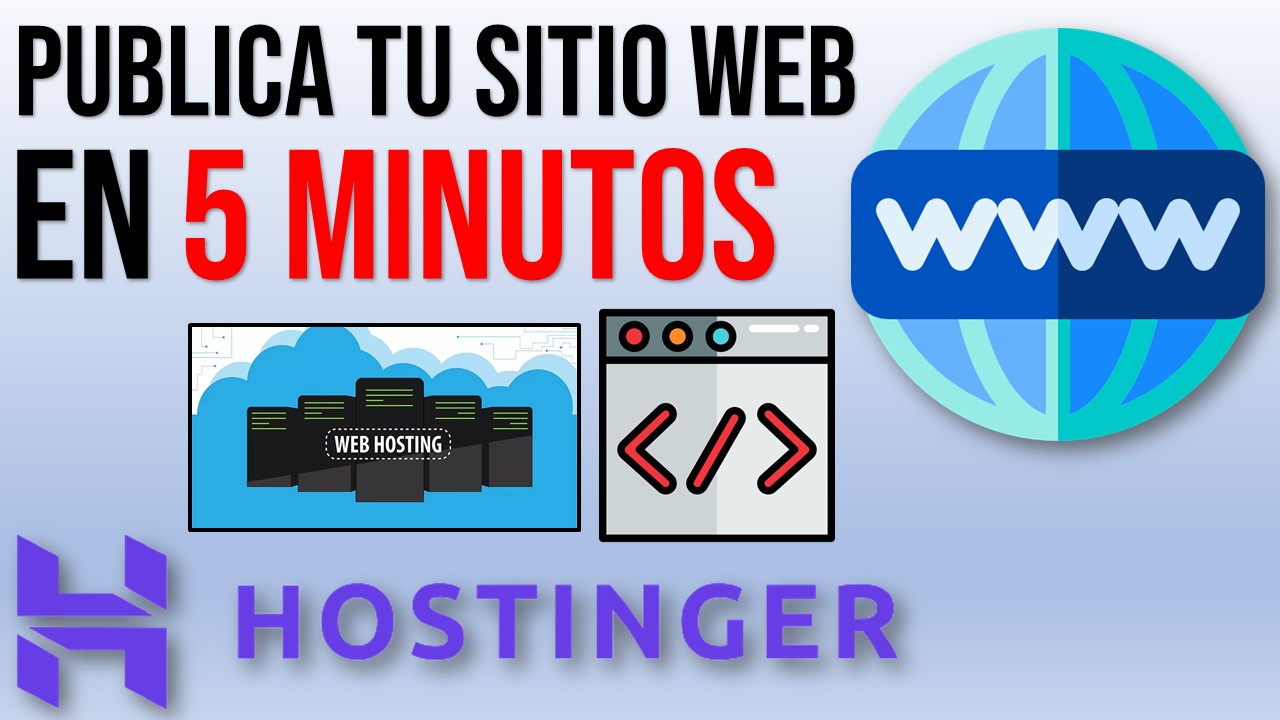 PUBLICA TU SITIO WEB
EN 5 MINUTOS
www
WEB HOSTING
</>
HOSTINGER